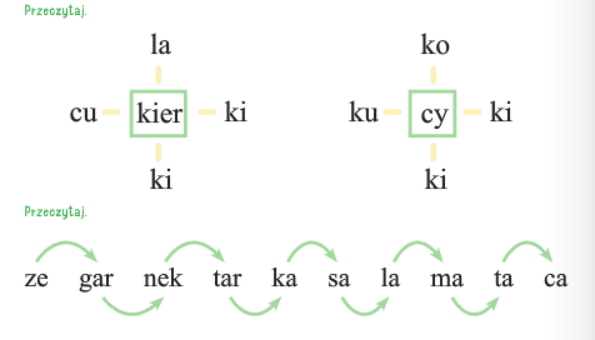 Przeczytaj.
la ko
cu kier ki ku cy ki
ki ki
Przeczytaj.
ze gar nek tar ka sa la ma ta ca